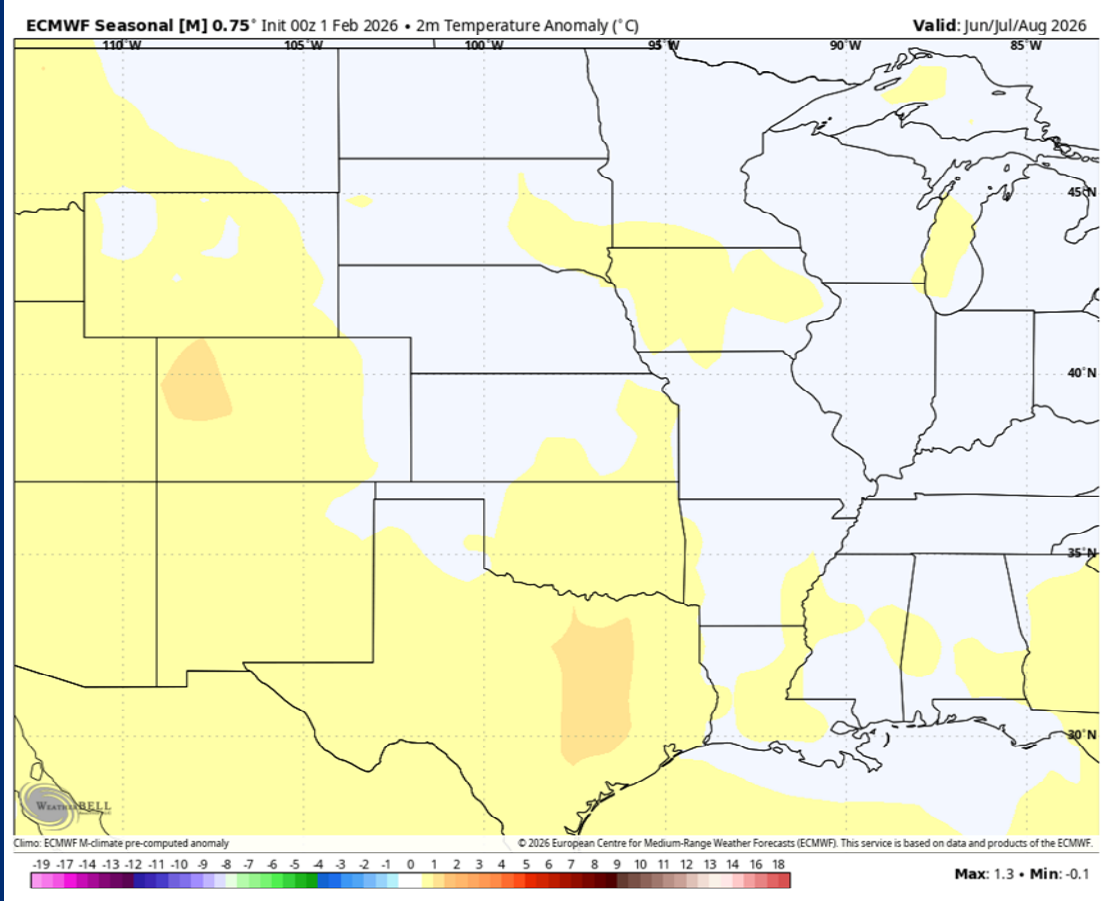 ECMWF Seasonal [M] 0.75° Init 00z 1 Feb 2026 • 2m Temperature Anomaly (°C)
Valid: Jun/Jul/Aug 2026
110°W 105°W 100°W 95°W 90°W 85°W
45°N
40°N
35°N
30°N
WEATHERBELL
Climo: ECMWF M-climate pre-computed anomaly
© 2026 European Centre for Medium-Range Weather Forecasts (ECMWF). This service is based on data and products of the ECMWF.
-19 -17 -14 -13 -12 -11 -10 -9 -8 -7 -6 -5 -4 -3 -2 -1 0 1 2 3 4 5 6 7 8 9 10 11 12 13 14 16 18
Max: 1.3 • Min: -0.1